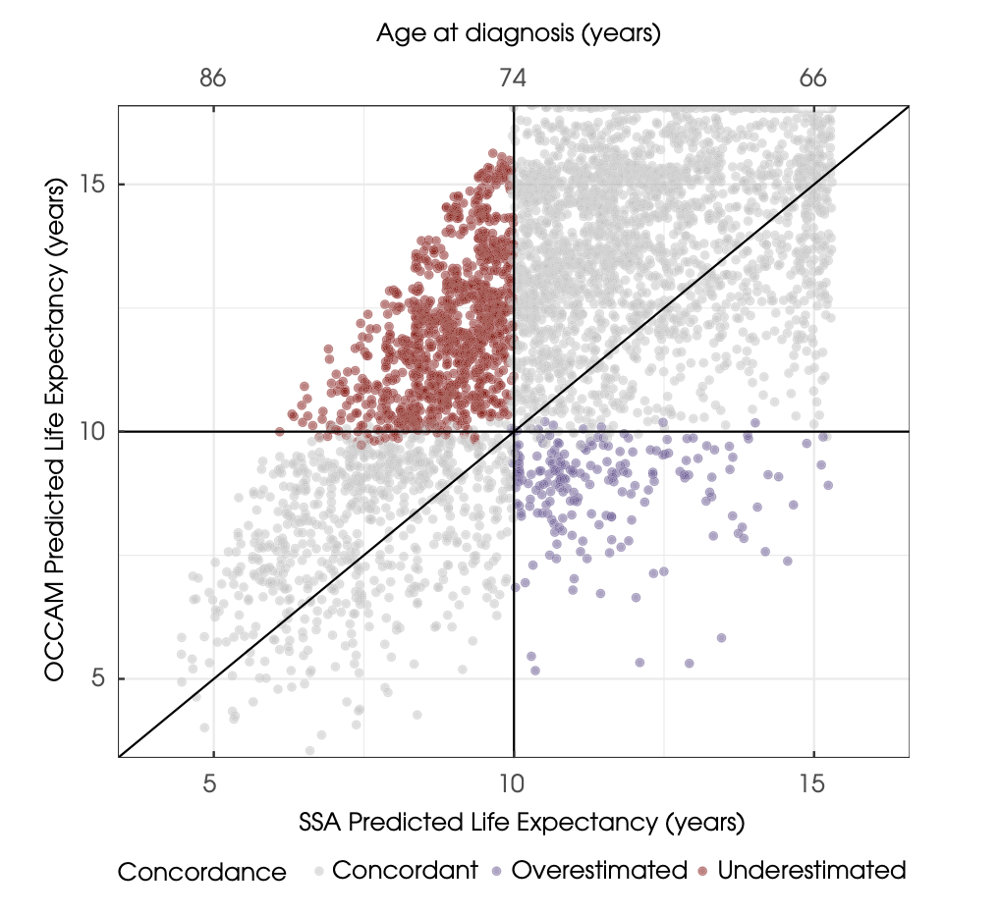 Age at diagnosis (years)
86 74 66
OCCAM Predicted Life Expectancy (years)
15
10
5
5 10 15
SSA Predicted Life Expectancy (years)
Concordance Concordant Overestimated Underestimated